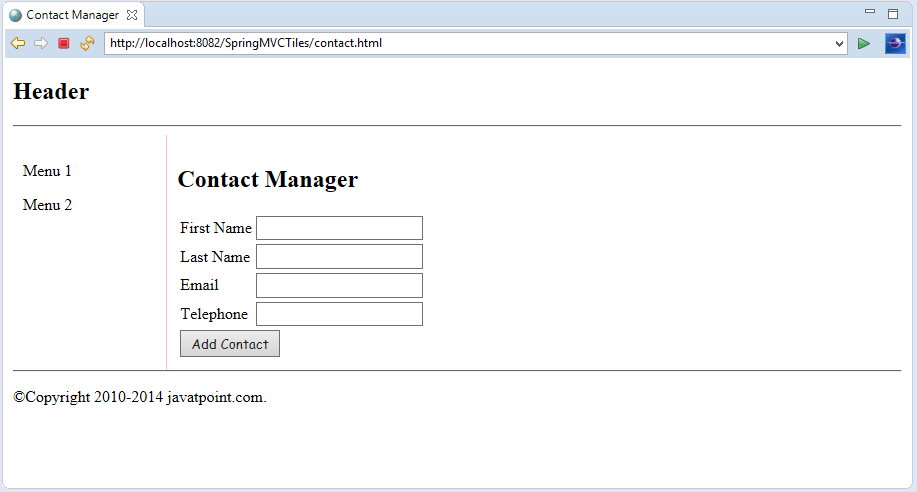 Contact Manager
http://localhost:8082/SpringMVCTiles/contact.html
Header
Menu 1
Menu 2
Contact Manager
First Name
Last Name
Email
Telephone
Add Contact
©Copyright 2010-2014 javatpoint.com.